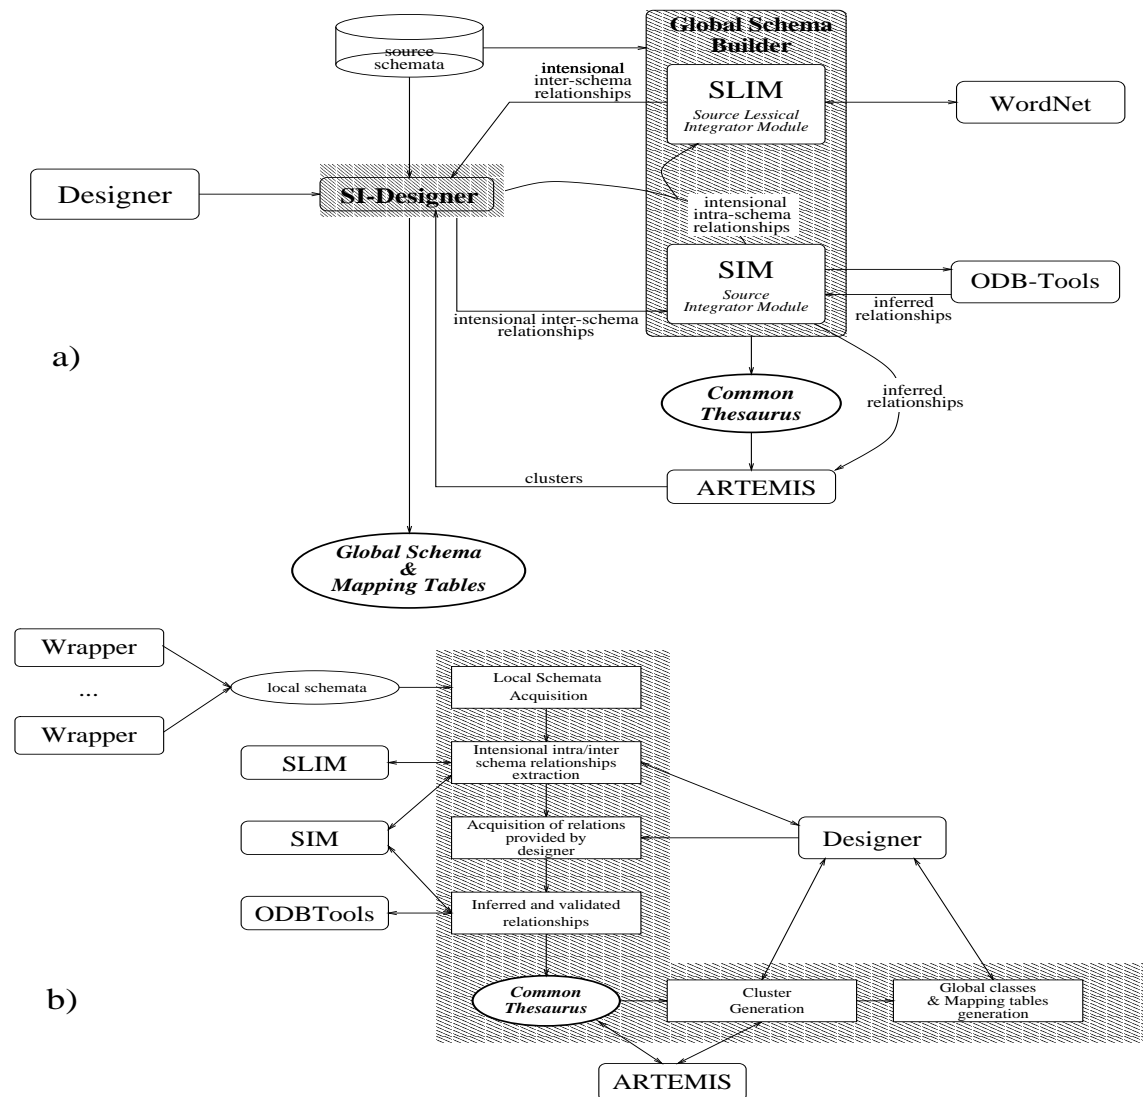 source
schemata
Global Schema
Builder
intensional
inter-schema
relationships
SLIM
Source Lessical
Integrator Module
WordNet
Designer
SI-Designer
intensional
intra-schema
relationships
SIM
Source
Integrator Module
ODB-Tools
inferred
relationships
intensional inter-schema
relationships
a)
Common
Thesaurus
inferred
relationships
clusters
ARTEMIS
Global Schema
&
Mapping Tables
Wrapper
...
Wrapper
local schemata
Local Schemata
Acquisition
SLIM
Intensional intra/inter
schema relationships
extraction
SIM
Acquisition of relations
provided by
designer
Designer
ODBTools
Inferred and validated
relationships
b)
Common
Thesaurus
Cluster
Generation
Global classes
& Mapping tables
generation
ARTEMIS